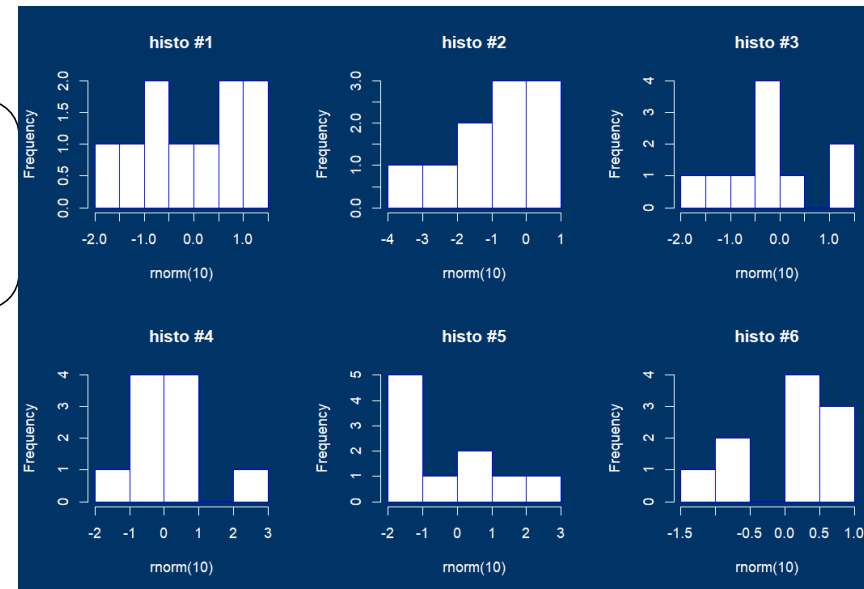 histo #1
histo #2
histo #3
Frequency
0.0 0.5 1.0 1.5 2.0
-2.0 -1.0 0.0 1.0
rnorm(10)
Frequency
0.0 1.0 2.0 3.0
-4 -3 -2 -1 0 1
rnorm(10)
Frequency
0 1 2 3 4
-2.0 -1.0 0.0 1.0
rnorm(10)
histo #4
histo #5
histo #6
Frequency
0 1 2 3 4
-2 -1 0 1 2 3
rnorm(10)
Frequency
0 1 2 3 4 5
-2 -1 0 1 2 3
rnorm(10)
Frequency
0 1 2 3 4
-1.5 -0.5 0.0 0.5 1.0
rnorm(10)